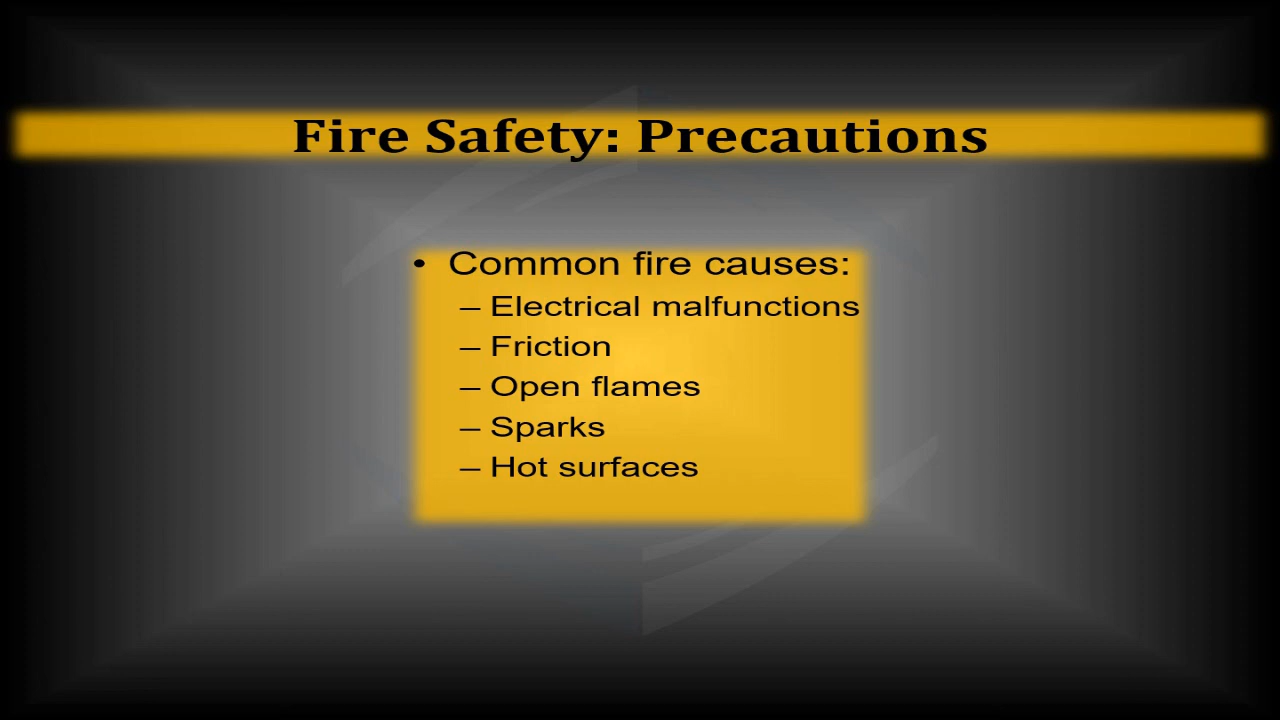 Fire Safety: Precautions
• Common fire causes:
– Electrical malfunctions
– Friction
– Open flames
– Sparks
– Hot surfaces